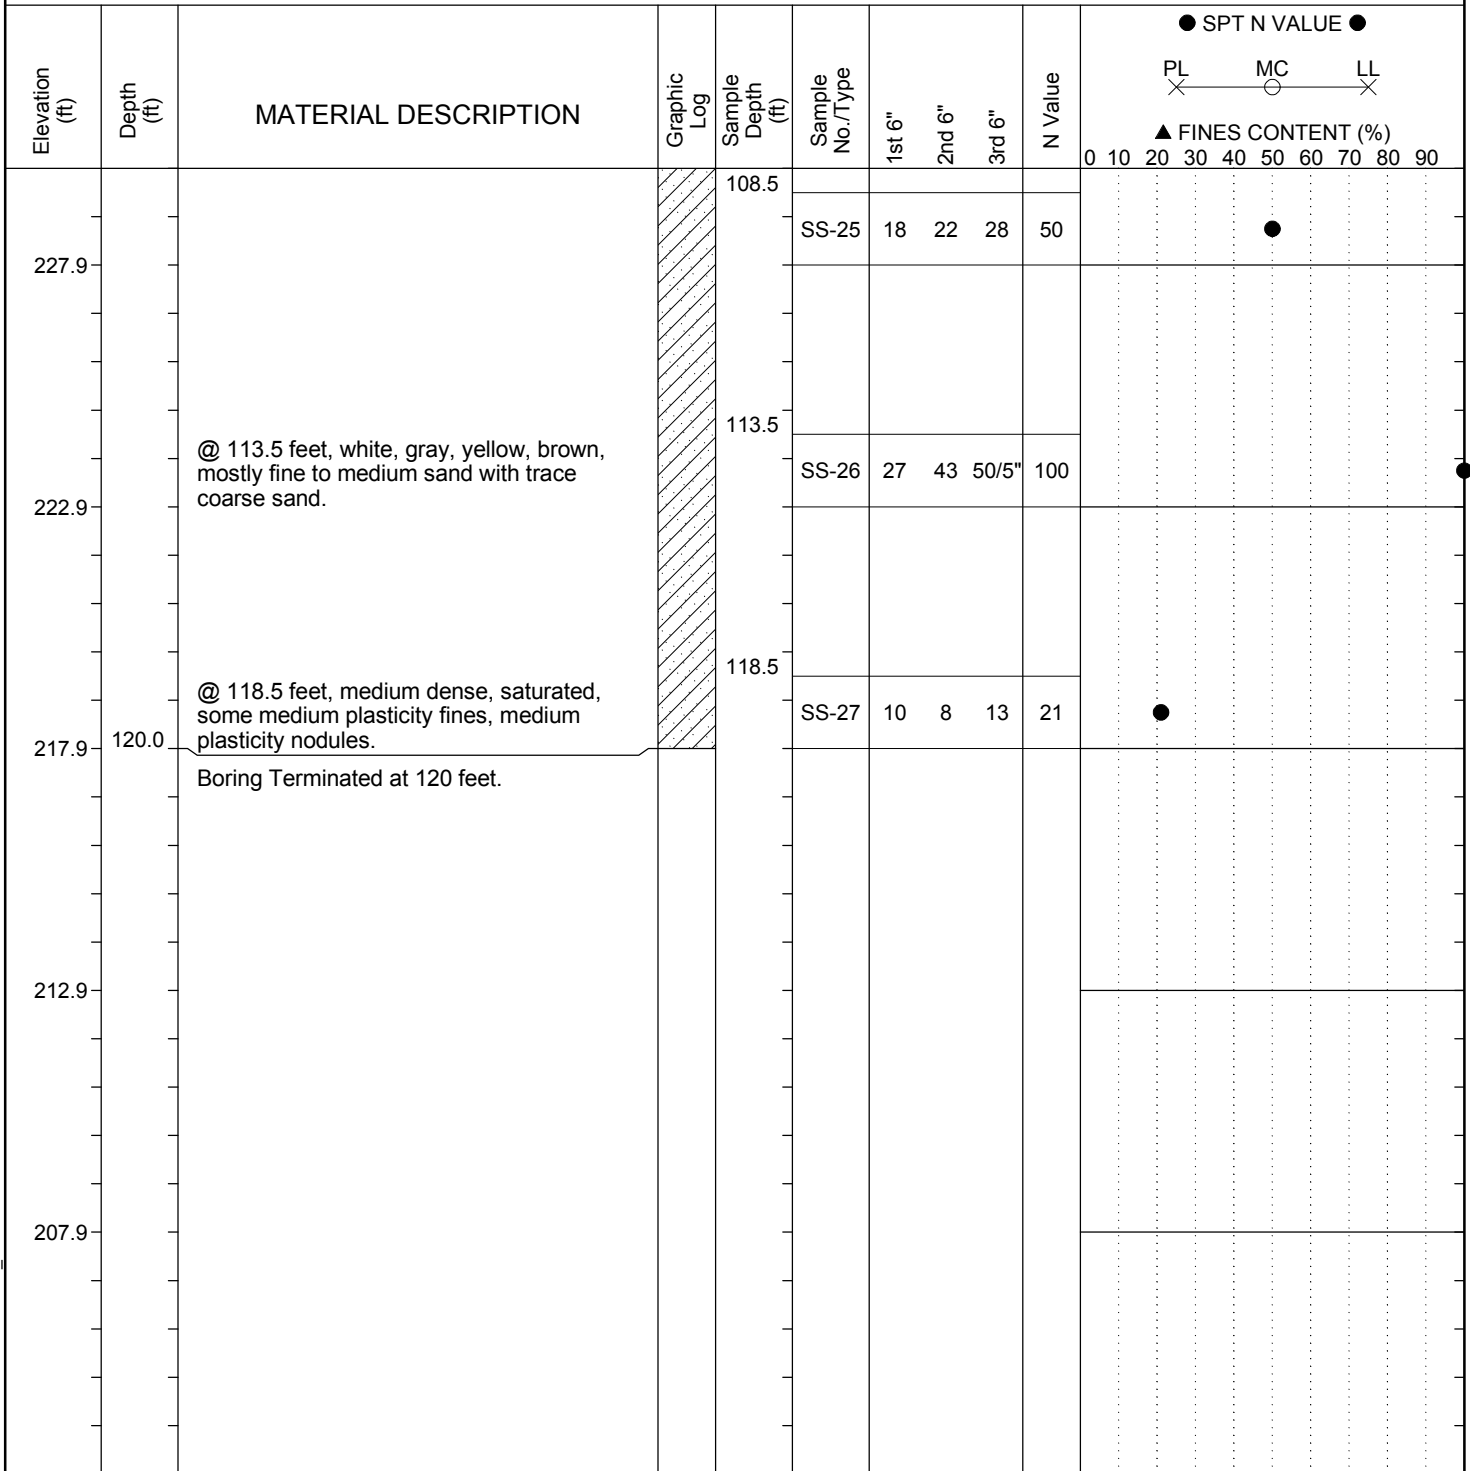 Elevation (ft)
Depth (ft)
MATERIAL DESCRIPTION
Graphic Log
Sample Depth (ft)
Sample No./Type
1st 6"
2nd 6"
3rd 6"
N Value
● SPT N VALUE ●
PL MC LL
▲ FINES CONTENT (%)
0 10 20 30 40 50 60 70 80 90
108.5
SS-25 18 22 28 50
227.9
113.5
@ 113.5 feet, white, gray, yellow, brown,
mostly fine to medium sand with trace
coarse sand.
SS-26 27 43 50/5" 100
222.9
118.5
@ 118.5 feet, medium dense, saturated,
some medium plasticity fines, medium
plasticity nodules.
SS-27 10 8 13 21
217.9 120.0
Boring Terminated at 120 feet.
212.9
207.9